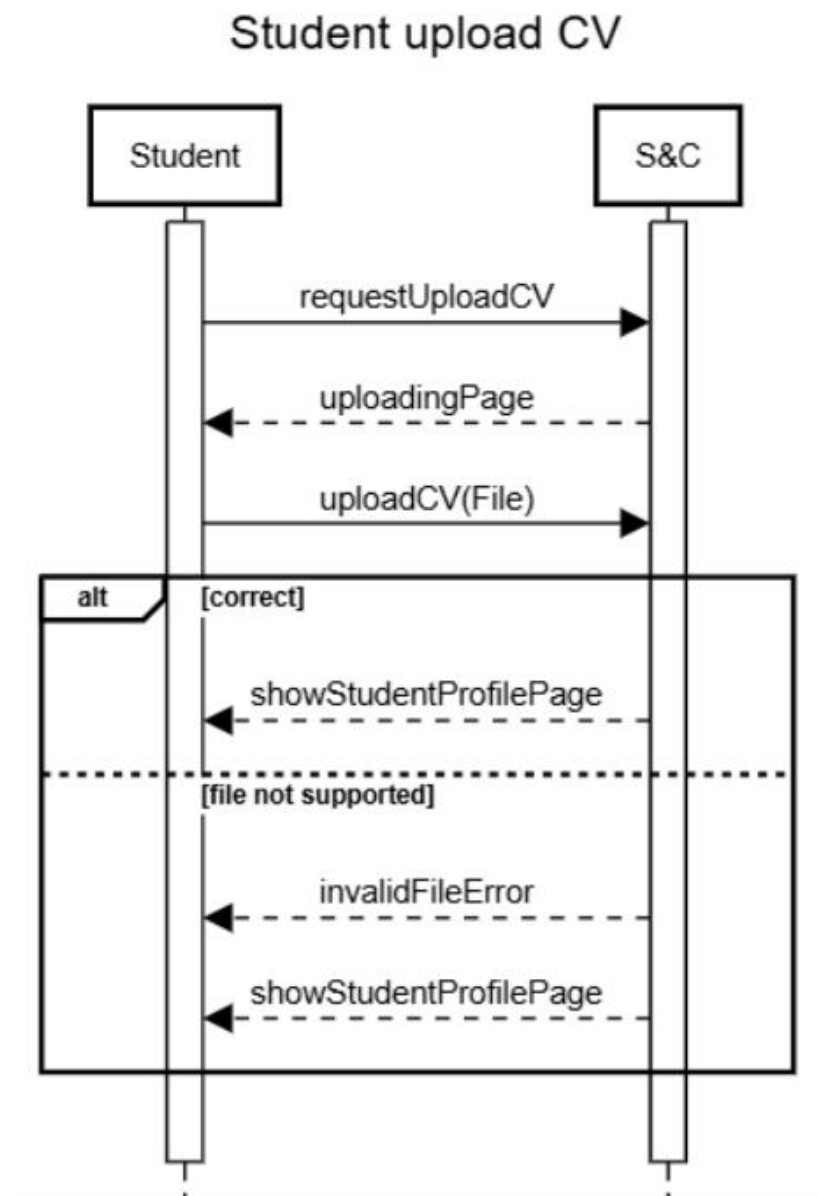 Student upload CV
Student
S&C
requestUploadCV
uploadingPage
uploadCV(File)
alt
[correct]
showStudentProfilePage
[file not supported]
invalidFileError
showStudentProfilePage